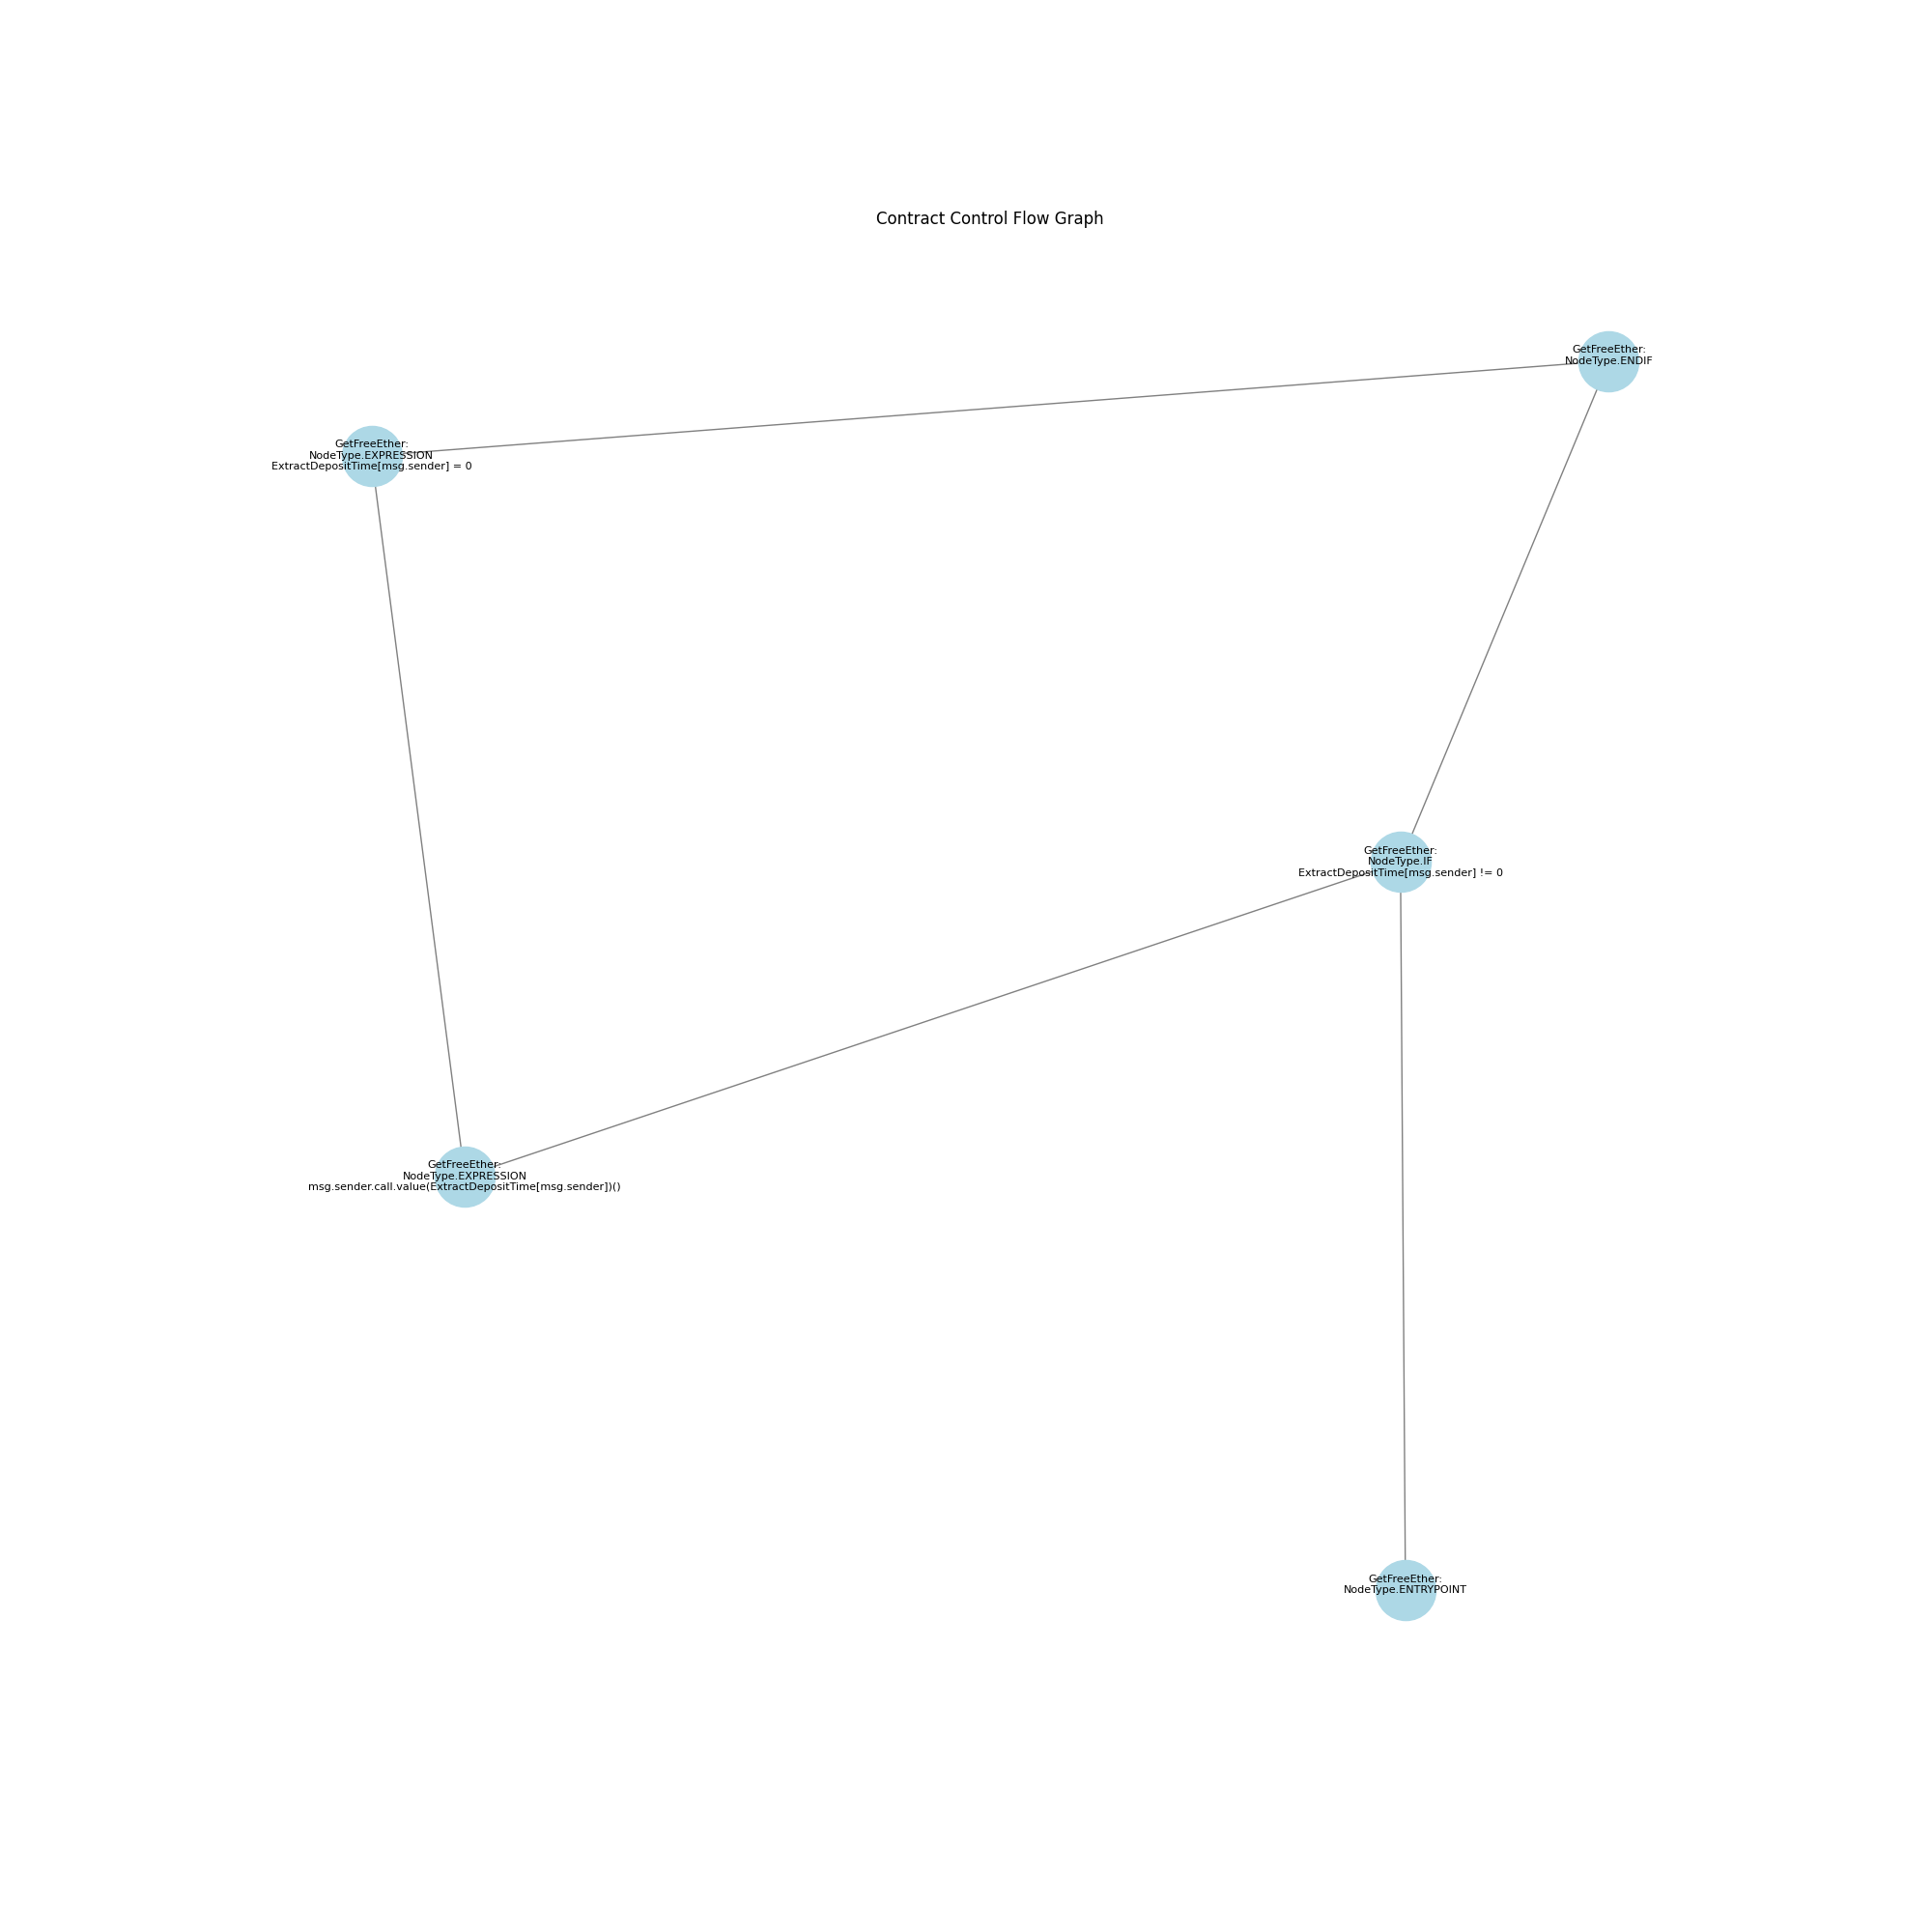 Contract Control Flow Graph
GetFreeEther:
NodeType.ENDIF
GetFreeEther:
NodeType.EXPRESSION
ExtractDepositTime[msg.sender] = 0
GetFreeEther:
NodeType.IF
ExtractDepositTime[msg.sender] != 0
GetFreeEther:
NodeType.EXPRESSION
msg.sender.call.value(ExtractDepositTime[msg.sender])()
GetFreeEther:
NodeType.ENTRYPOINT